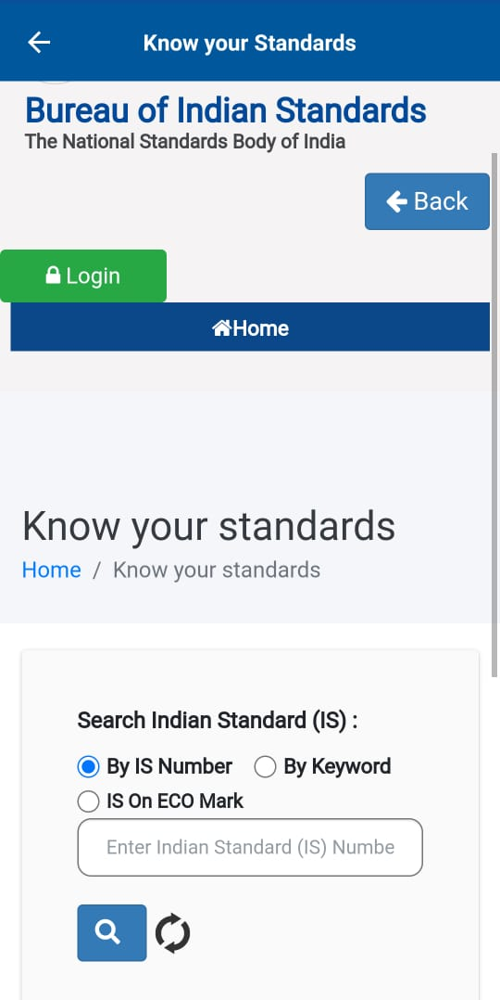 Know your Standards
Bureau of Indian Standards
The National Standards Body of India
Back
Login
Home
Know your standards
Home / Know your standards
Search Indian Standard (IS) :
By IS Number By Keyword
IS On ECO Mark
Enter Indian Standard (IS) Numbe